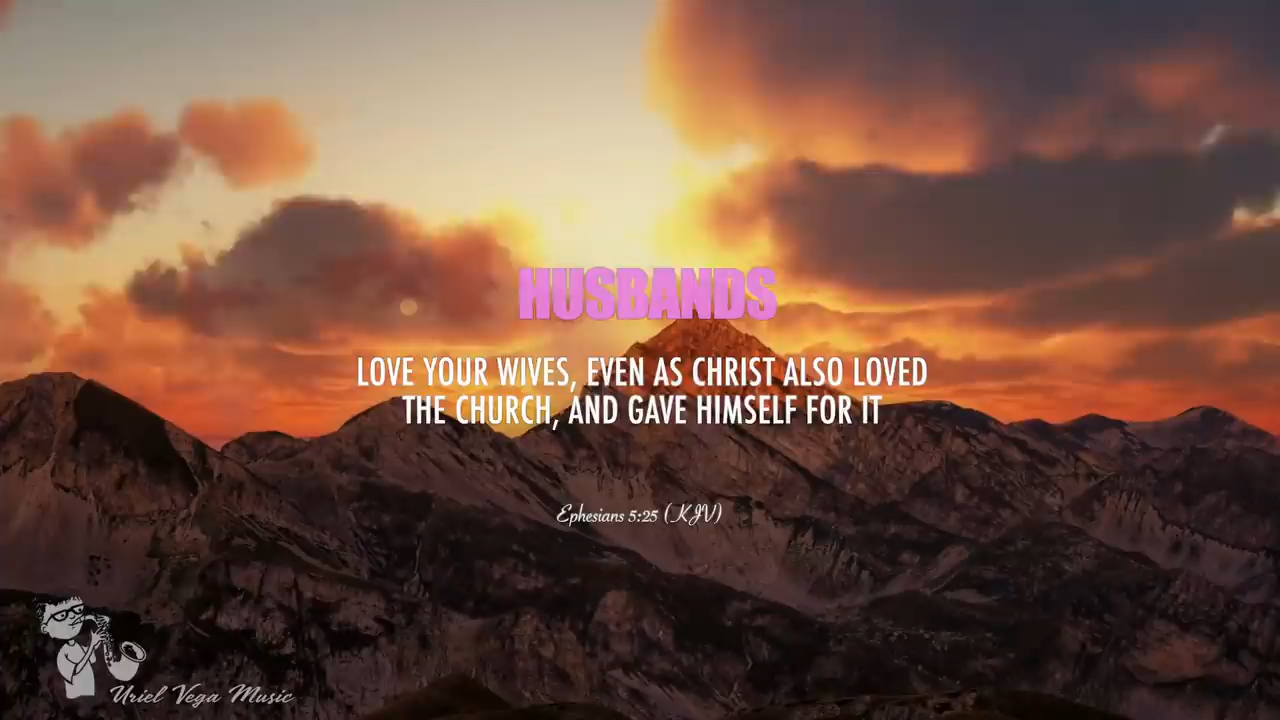 HUSBANDS
LOVE YOUR WIVES, EVEN AS CHRIST ALSO LOVED
THE CHURCH, AND GAVE HIMSELF FOR IT
Ephesians 5:25 (KJV)
Uriel Vega Music